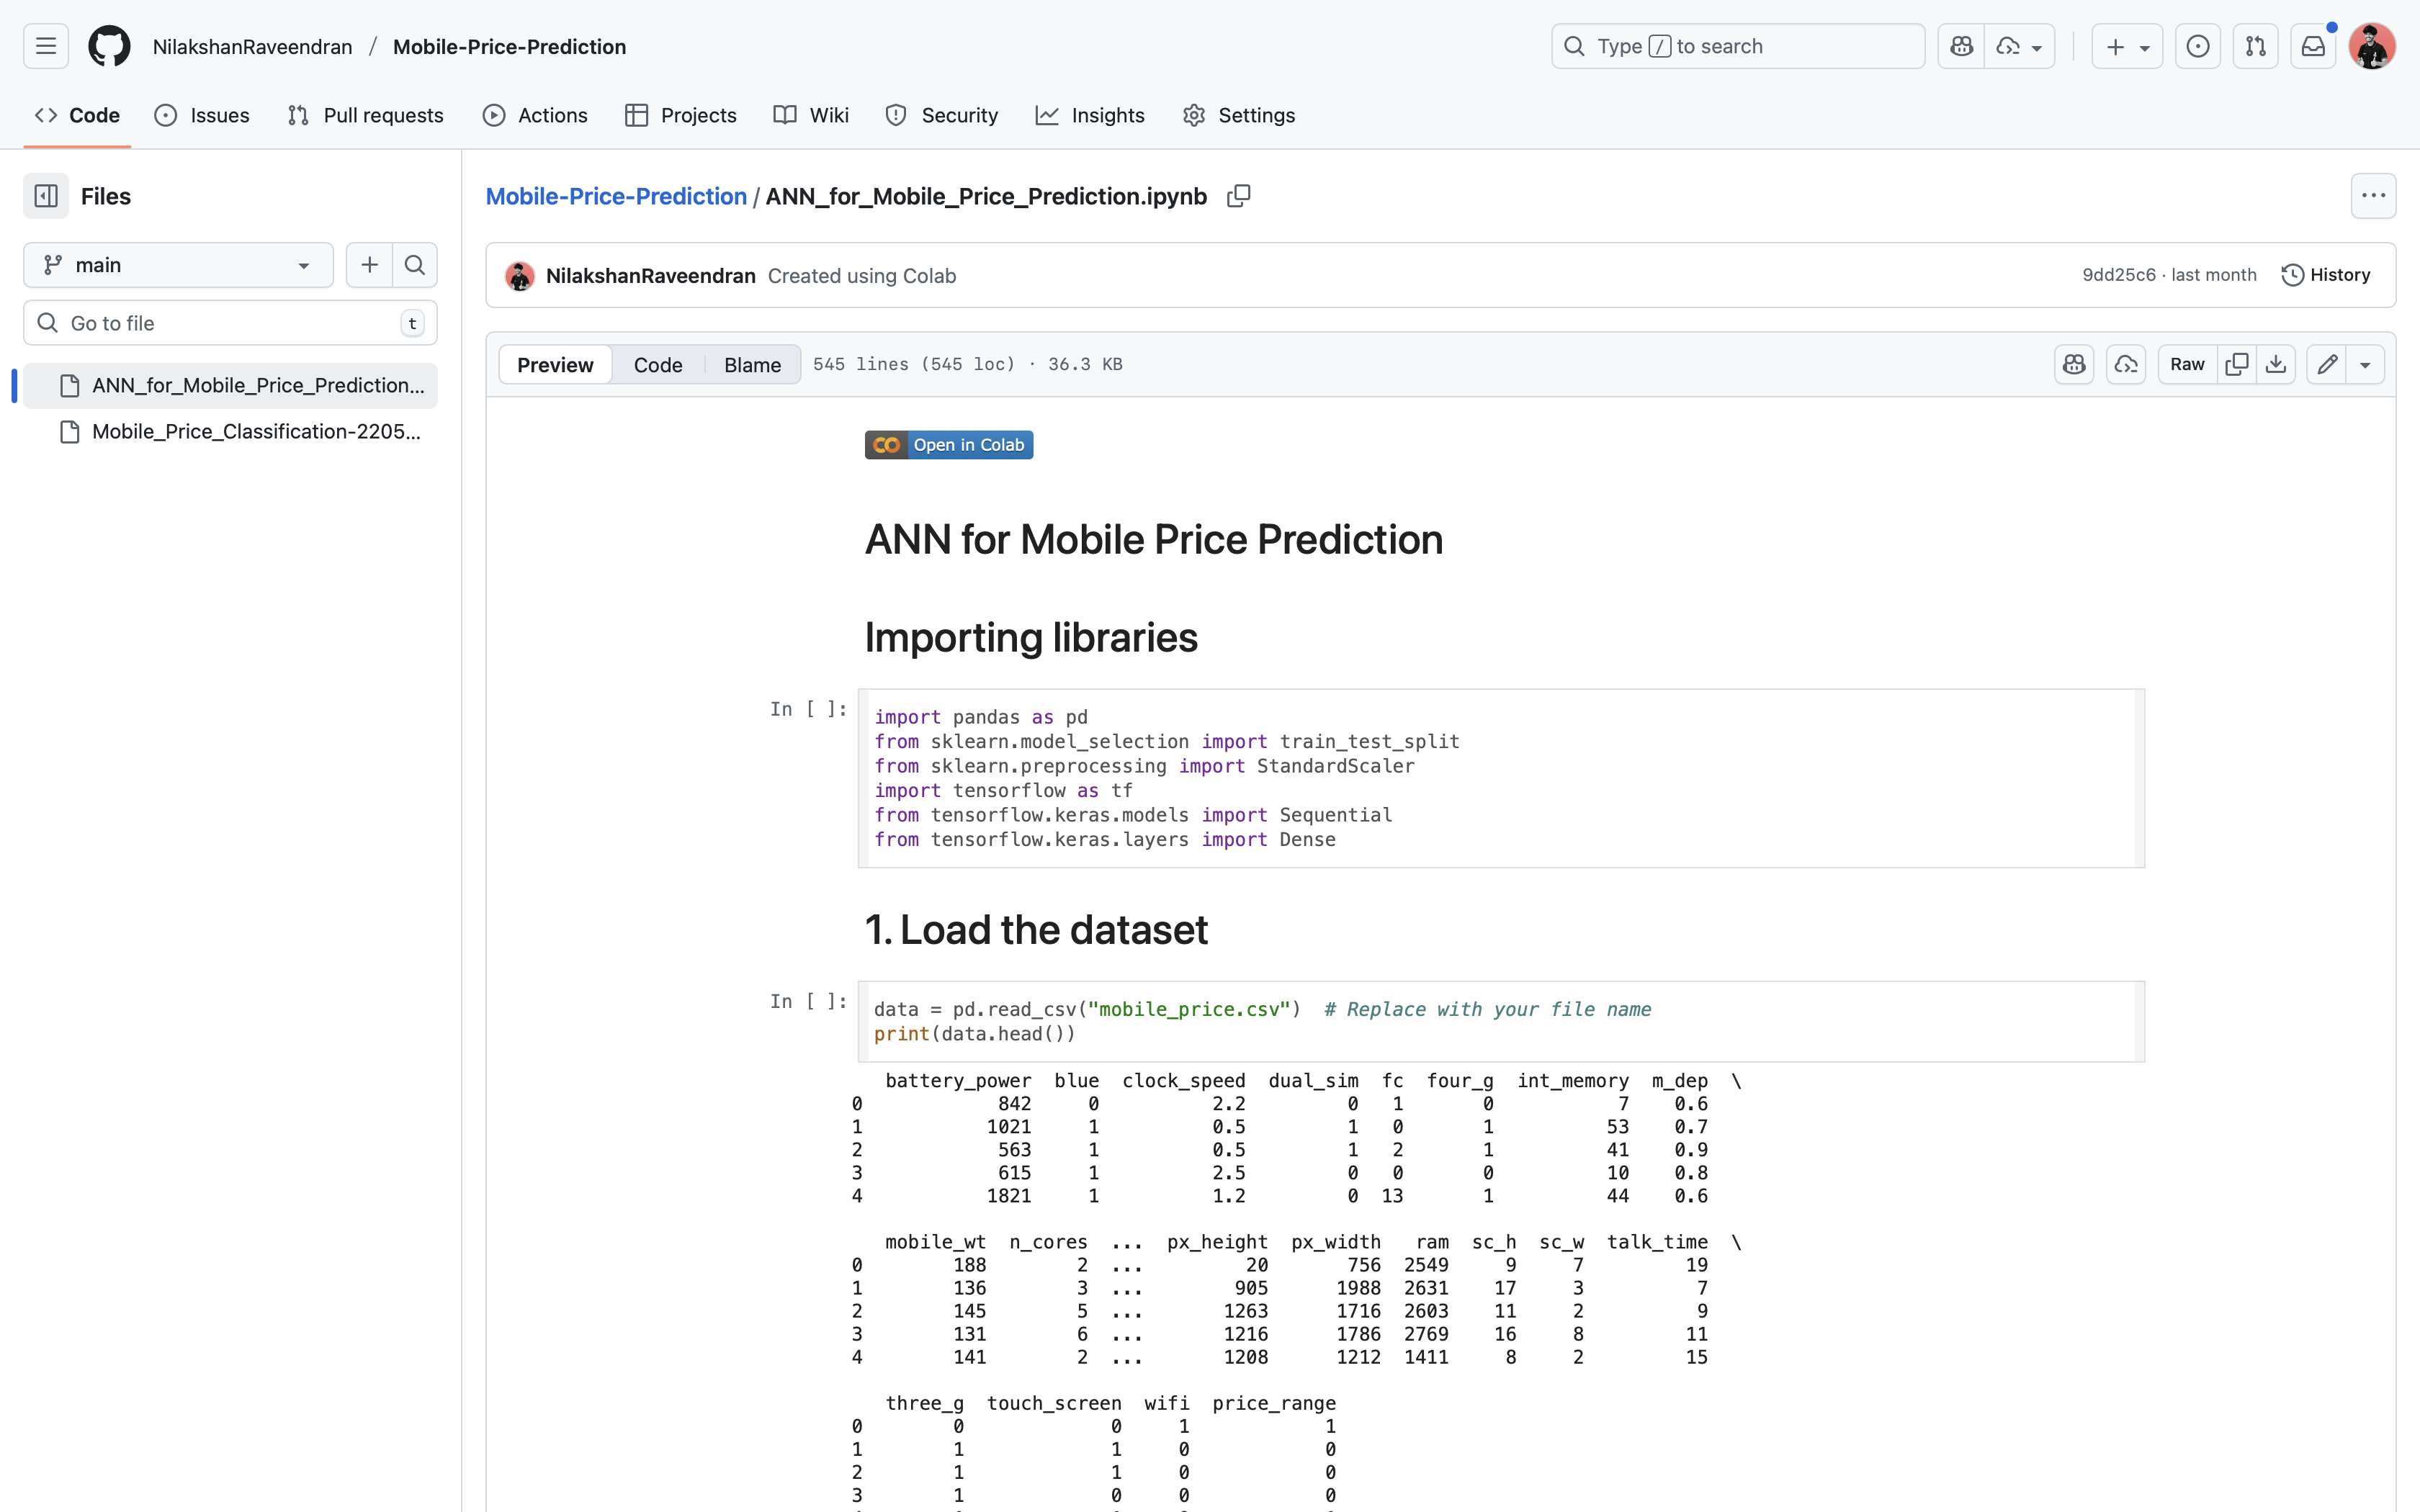 NilakshanRaveendran / Mobile-Price-Prediction
Type / to search
Code Issues Pull requests Actions Projects Wiki Security Insights Settings
Files
main
Go to file t
ANN_for_Mobile_Price_Prediction...
Mobile_Price_Classification-2205...
Mobile-Price-Prediction / ANN_for_Mobile_Price_Prediction.ipynb
NilakshanRaveendran Created using Colab
9dd25c6 · last month History
Preview Code Blame 545 lines (545 loc) · 36.3 KB
Raw
Open in Colab
ANN for Mobile Price Prediction
Importing libraries
In [ ]:
import pandas as pd
from sklearn.model_selection import train_test_split
from sklearn.preprocessing import StandardScaler
import tensorflow as tf
from tensorflow.keras.models import Sequential
from tensorflow.keras.layers import Dense
1. Load the dataset
In [ ]:
data = pd.read_csv("mobile_price.csv")  # Replace with your file name
print(data.head())
   battery_power  blue  clock_speed  dual_sim  fc  four_g  int_memory  m_dep  \
0            842     0          2.2         0   1       0           7    0.6
1           1021     1          0.5         1   0       1          53    0.7
2            563     1          0.5         1   2       1          41    0.9
3            615     1          2.5         0   0       0          10    0.8
4           1821     1          1.2         0  13       1          44    0.6
   mobile_wt  n_cores  ...  px_height  px_width   ram  sc_h  sc_w  talk_time  \
0        188        2  ...         20       756  2549     9     7         19
1        136        3  ...        905      1988  2631    17     3          7
2        145        5  ...       1263      1716  2603    11     2          9
3        131        6  ...       1216      1786  2769    16     8         11
4        141        2  ...       1208      1212  1411     8     2         15
   three_g  touch_screen  wifi  price_range
0        0             0     1            1
1        1             1     0            0
2        1             1     0            0
3        1             0     0            0